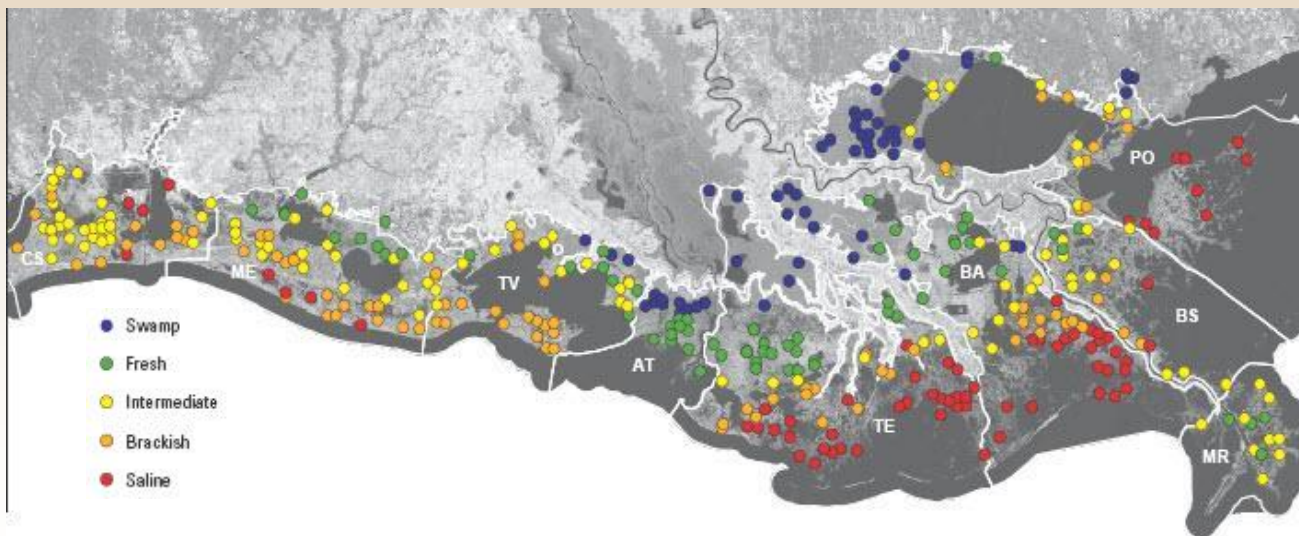 PO
CS
ME
TV
BA
BS
AT
TE
MR
Swamp
Fresh
Intermediate
Brackish
Saline